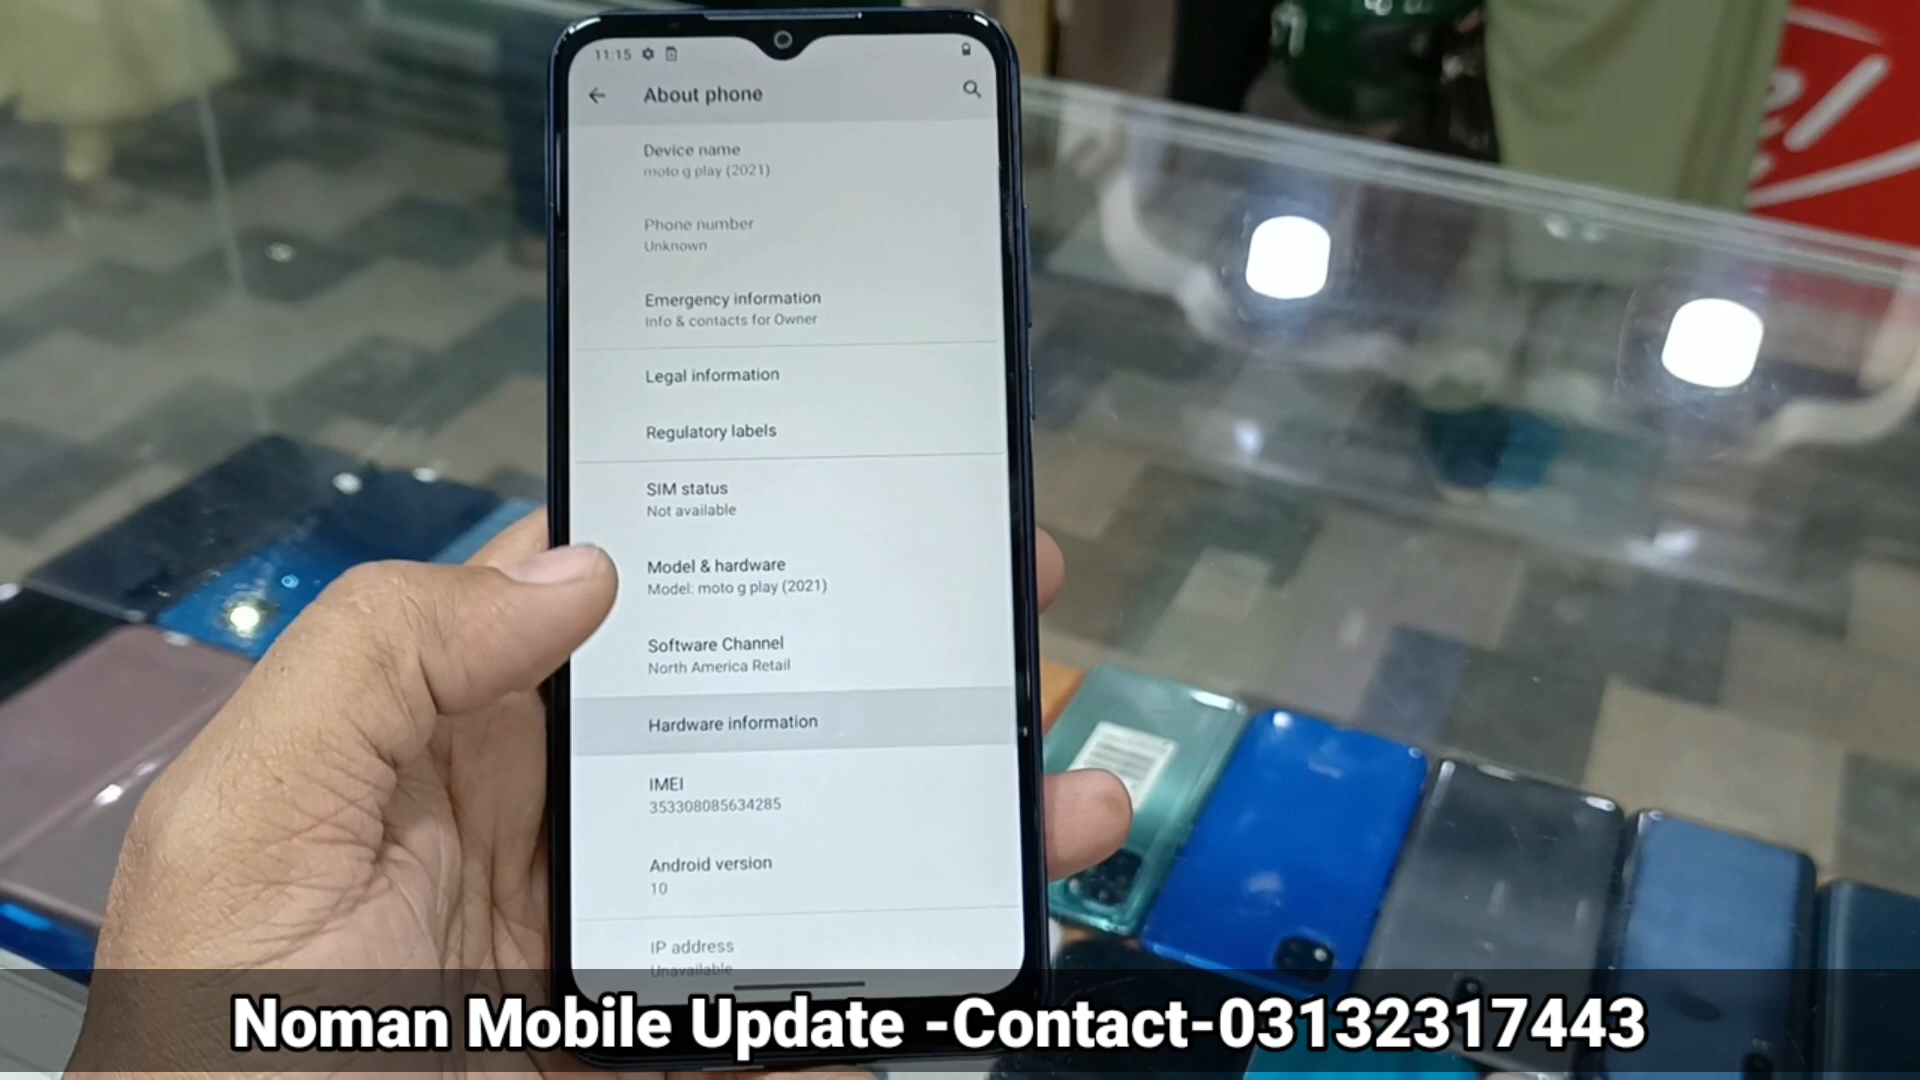 11:15
About phone
Device name
moto g play (2021)
Phone number
Unknown
Emergency information
Info & contacts for Owner
Legal information
Regulatory labels
SIM status
Not available
Model & hardware
Model: moto g play (2021)
Software Channel
North America Retail
Hardware information
IMEI
353308085634285
Android version
10
IP address
Unavailable
Noman Mobile Update -Contact-03132317443